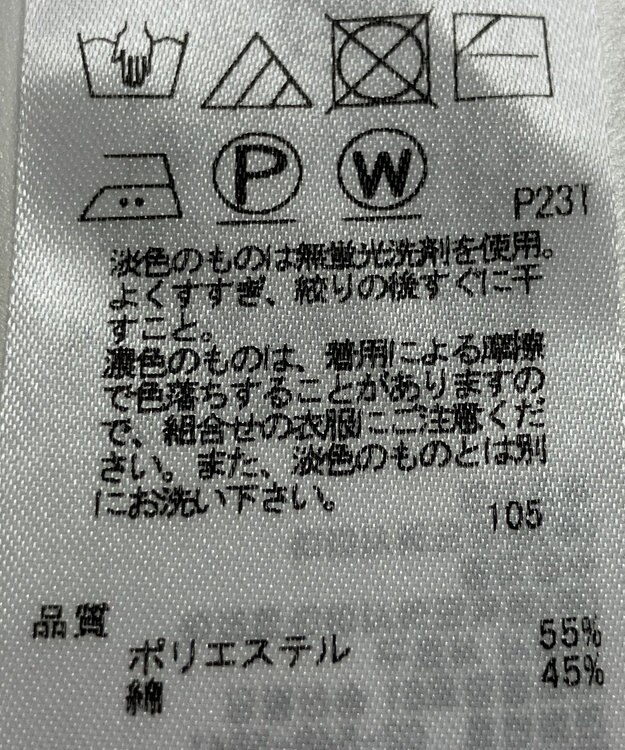 P
W
P231
淡色のものは無蛍光洗剤を使用。
よくすすぎ、絞りの後すぐに干
すこと。
濃色のものは、着用による摩擦
で色落ちすることがありますの
で、組合せの衣服にご注意くだ
さい。また、淡色のものとは別
にお洗い下さい。
105
品質
ポリエステル 55%
綿 45%